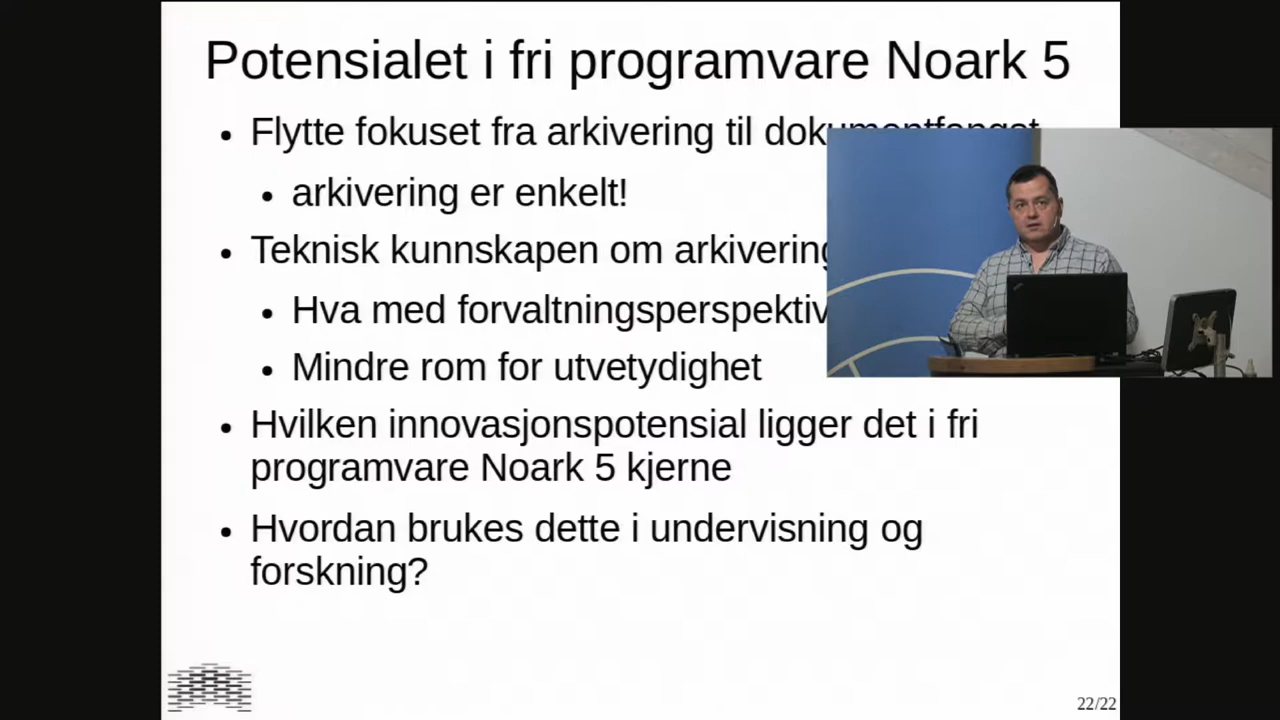 Potensialet i fri programvare Noark 5
Flytte fokuset fra arkivering til dokumentfangst
arkivering er enkelt!
Teknisk kunnskapen om arkivering
Hva med forvaltningsperspektiv
Mindre rom for utvetydighet
Hvilken innovasjonspotensial ligger det i fri
programvare Noark 5 kjerne
Hvordan brukes dette i undervisning og
forskning?
22/22